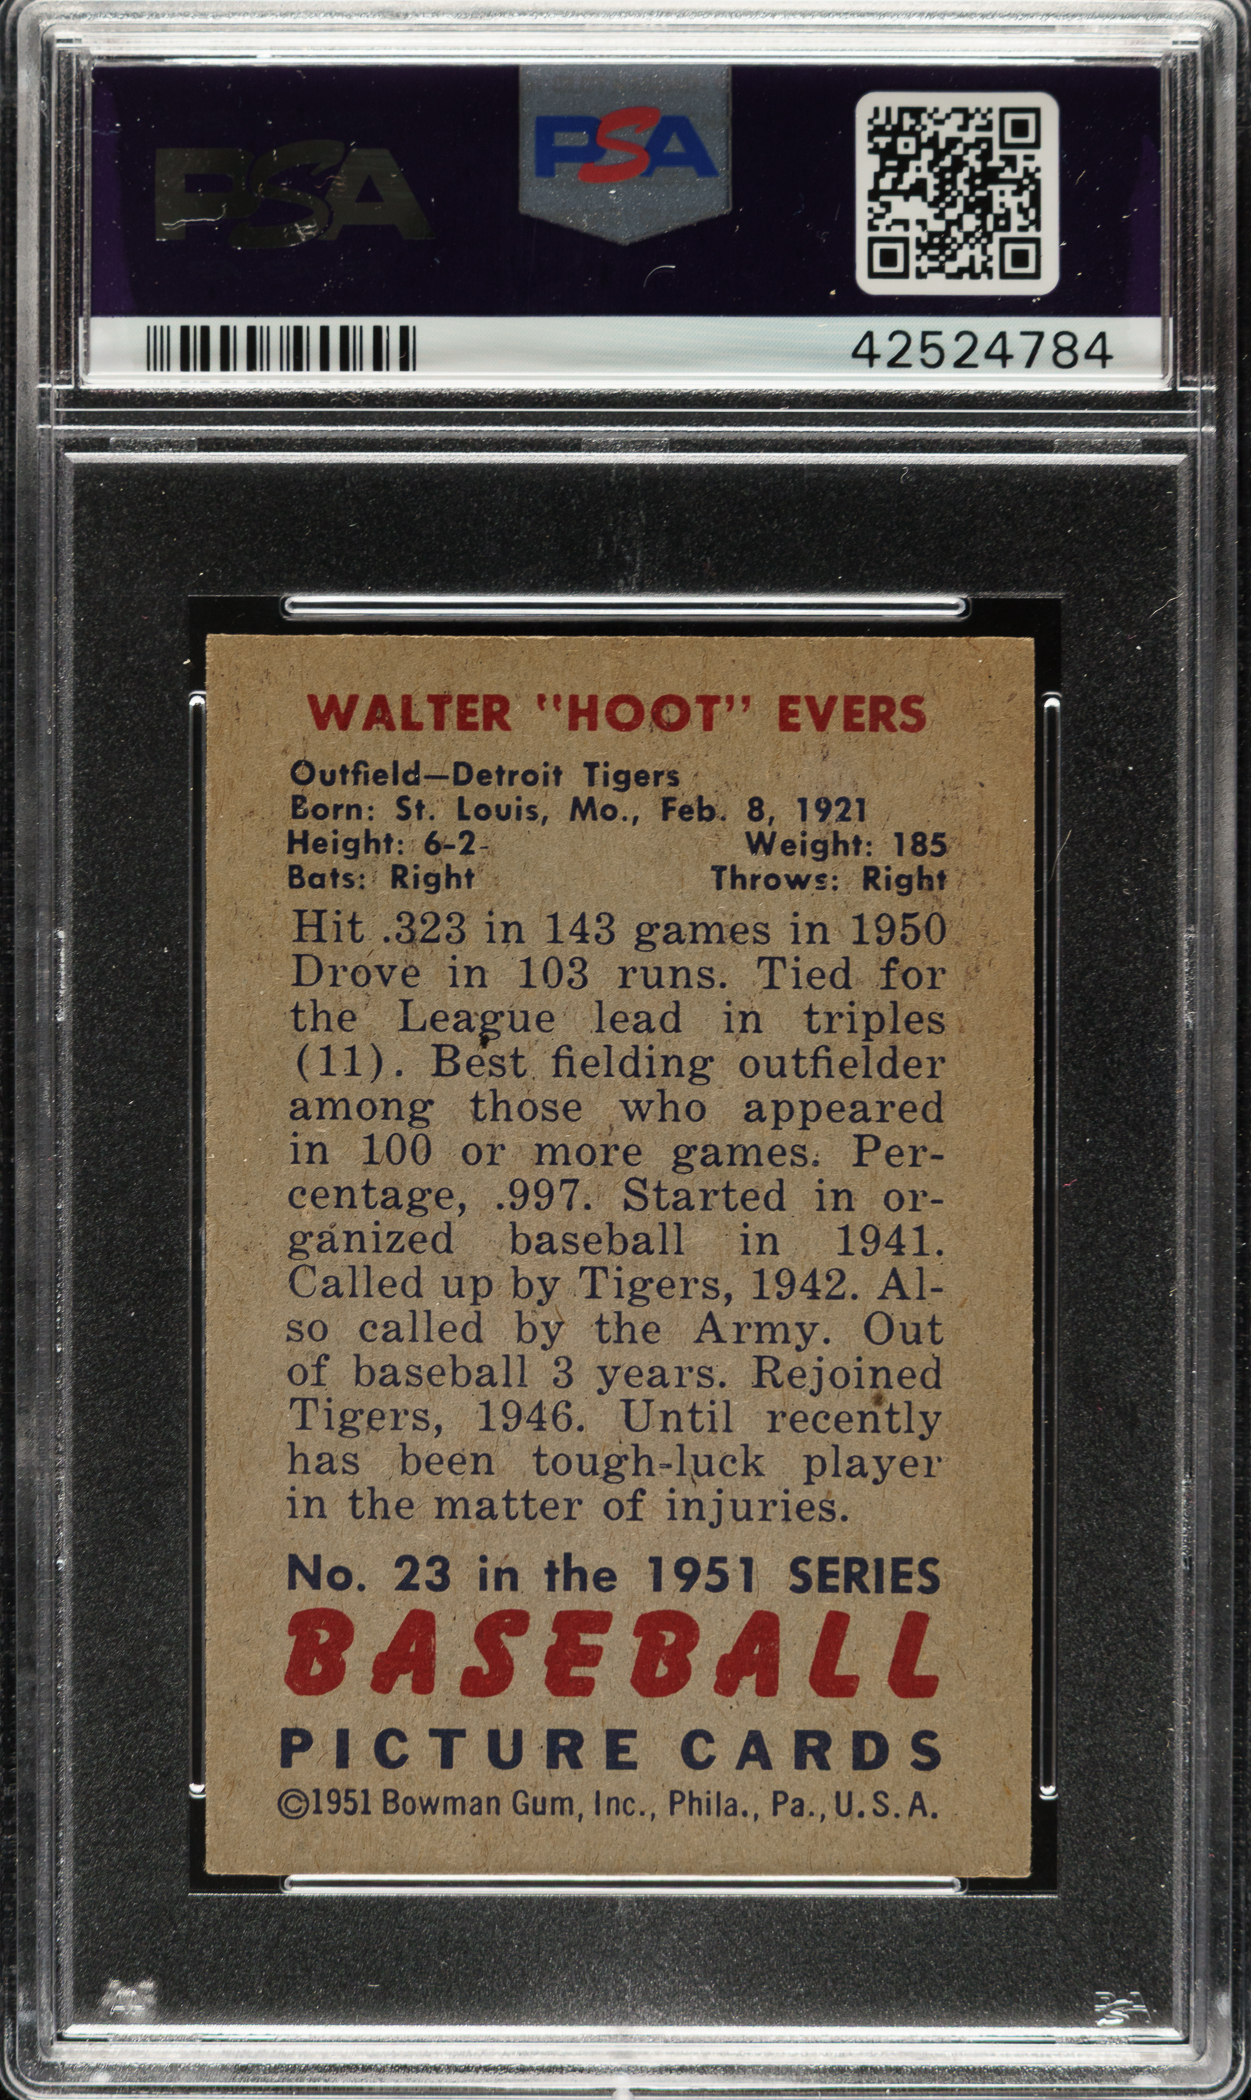 PSA
PSA
42524784
WALTER "HOOT" EVERS
Outfield—Detroit Tigers
Born: St. Louis, Mo., Feb. 8, 1921
Height: 6-2 Weight: 185
Bats: Right Throws: Right
Hit .323 in 143 games in 1950
Drove in 103 runs. Tied for
the League lead in triples
(11). Best fielding outfielder
among those who appeared
in 100 or more games. Per-
centage, .997. Started in or-
ganized baseball in 1941.
Called up by Tigers, 1942. Al-
so called by the Army. Out
of baseball 3 years. Rejoined
Tigers, 1946. Until recently
has been tough-luck player
in the matter of injuries.
No. 23 in the 1951 SERIES
BASEBALL
PICTURE CARDS
©1951 Bowman Gum, Inc., Phila., Pa., U.S.A.
PSA